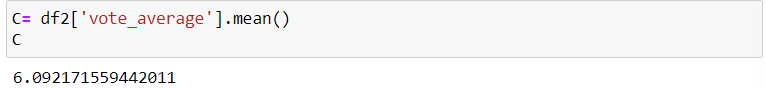 C= df2['vote_average'].mean()
C
6.092171559442011